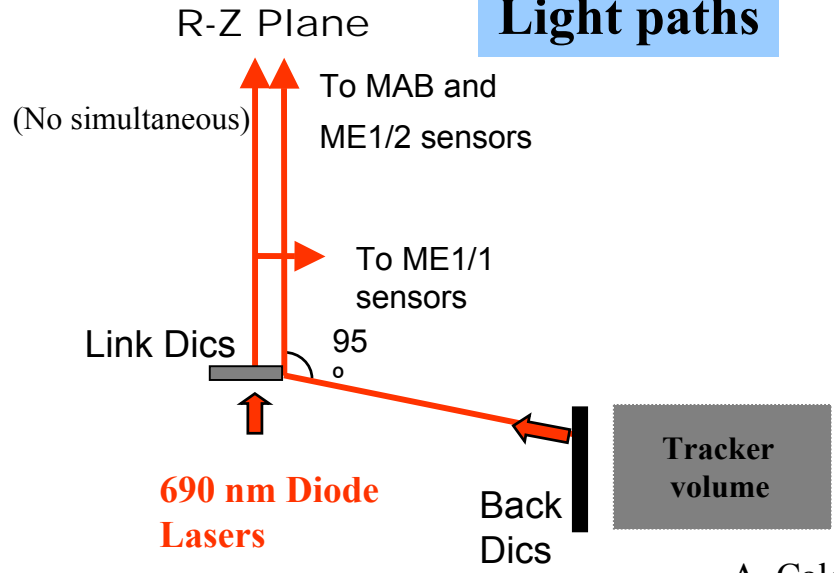 Light paths
R-Z Plane
(No simultaneous)
To MAB and
ME1/2 sensors
To ME1/1
sensors
Link Dics
95
o
690 nm Diode
Lasers
Back
Dics
Tracker
volume